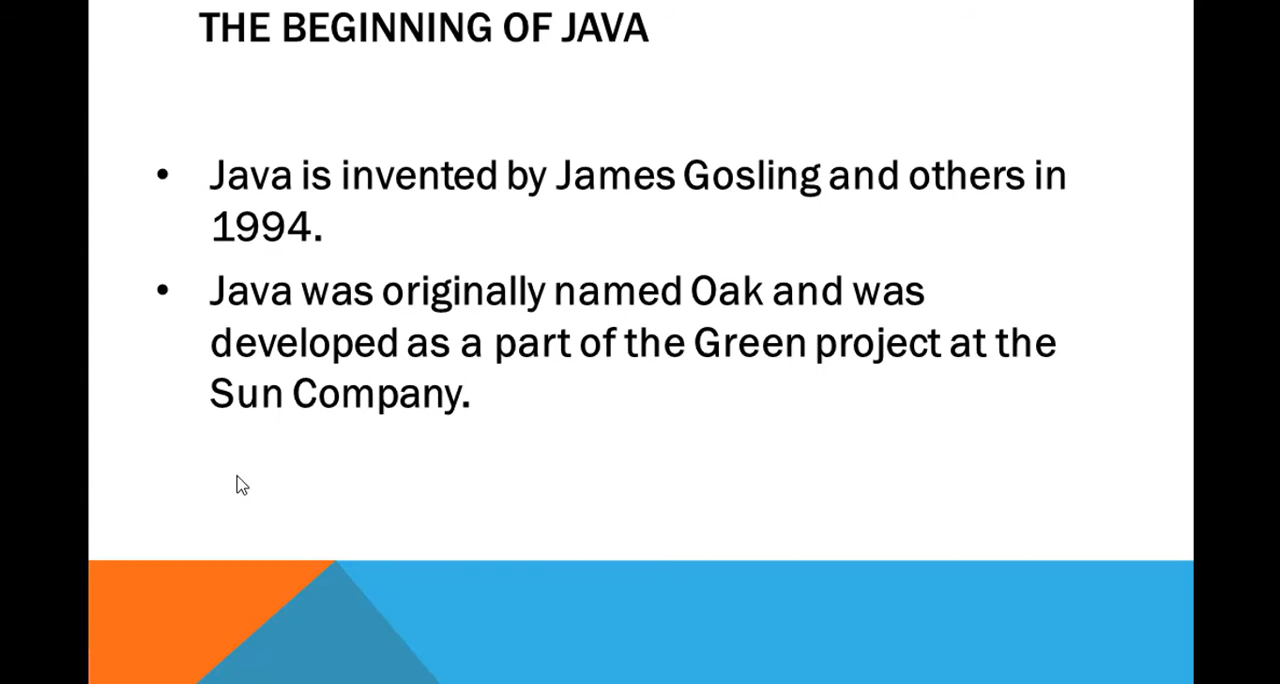 THE BEGINNING OF JAVA
• Java is invented by James Gosling and others in
1994.
• Java was originally named Oak and was
developed as a part of the Green project at the
Sun Company.